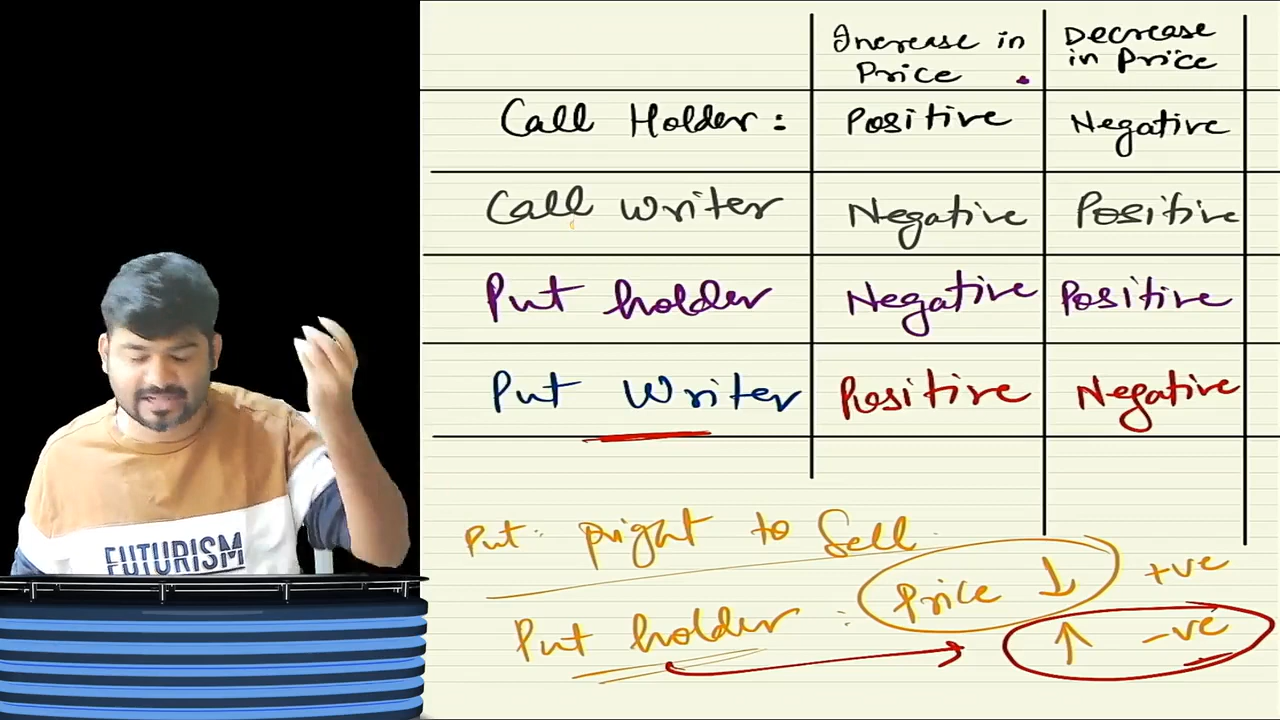 Increase in
Price
Decrease
in Price
Call Holder : Positive Negative
Call Writer Negative Positive
Put holder Negative Positive
Put Writer Positive Negative
Put: right to Sell.
Put holder : Price ↓ +ve
↑ -ve
FUTURISM